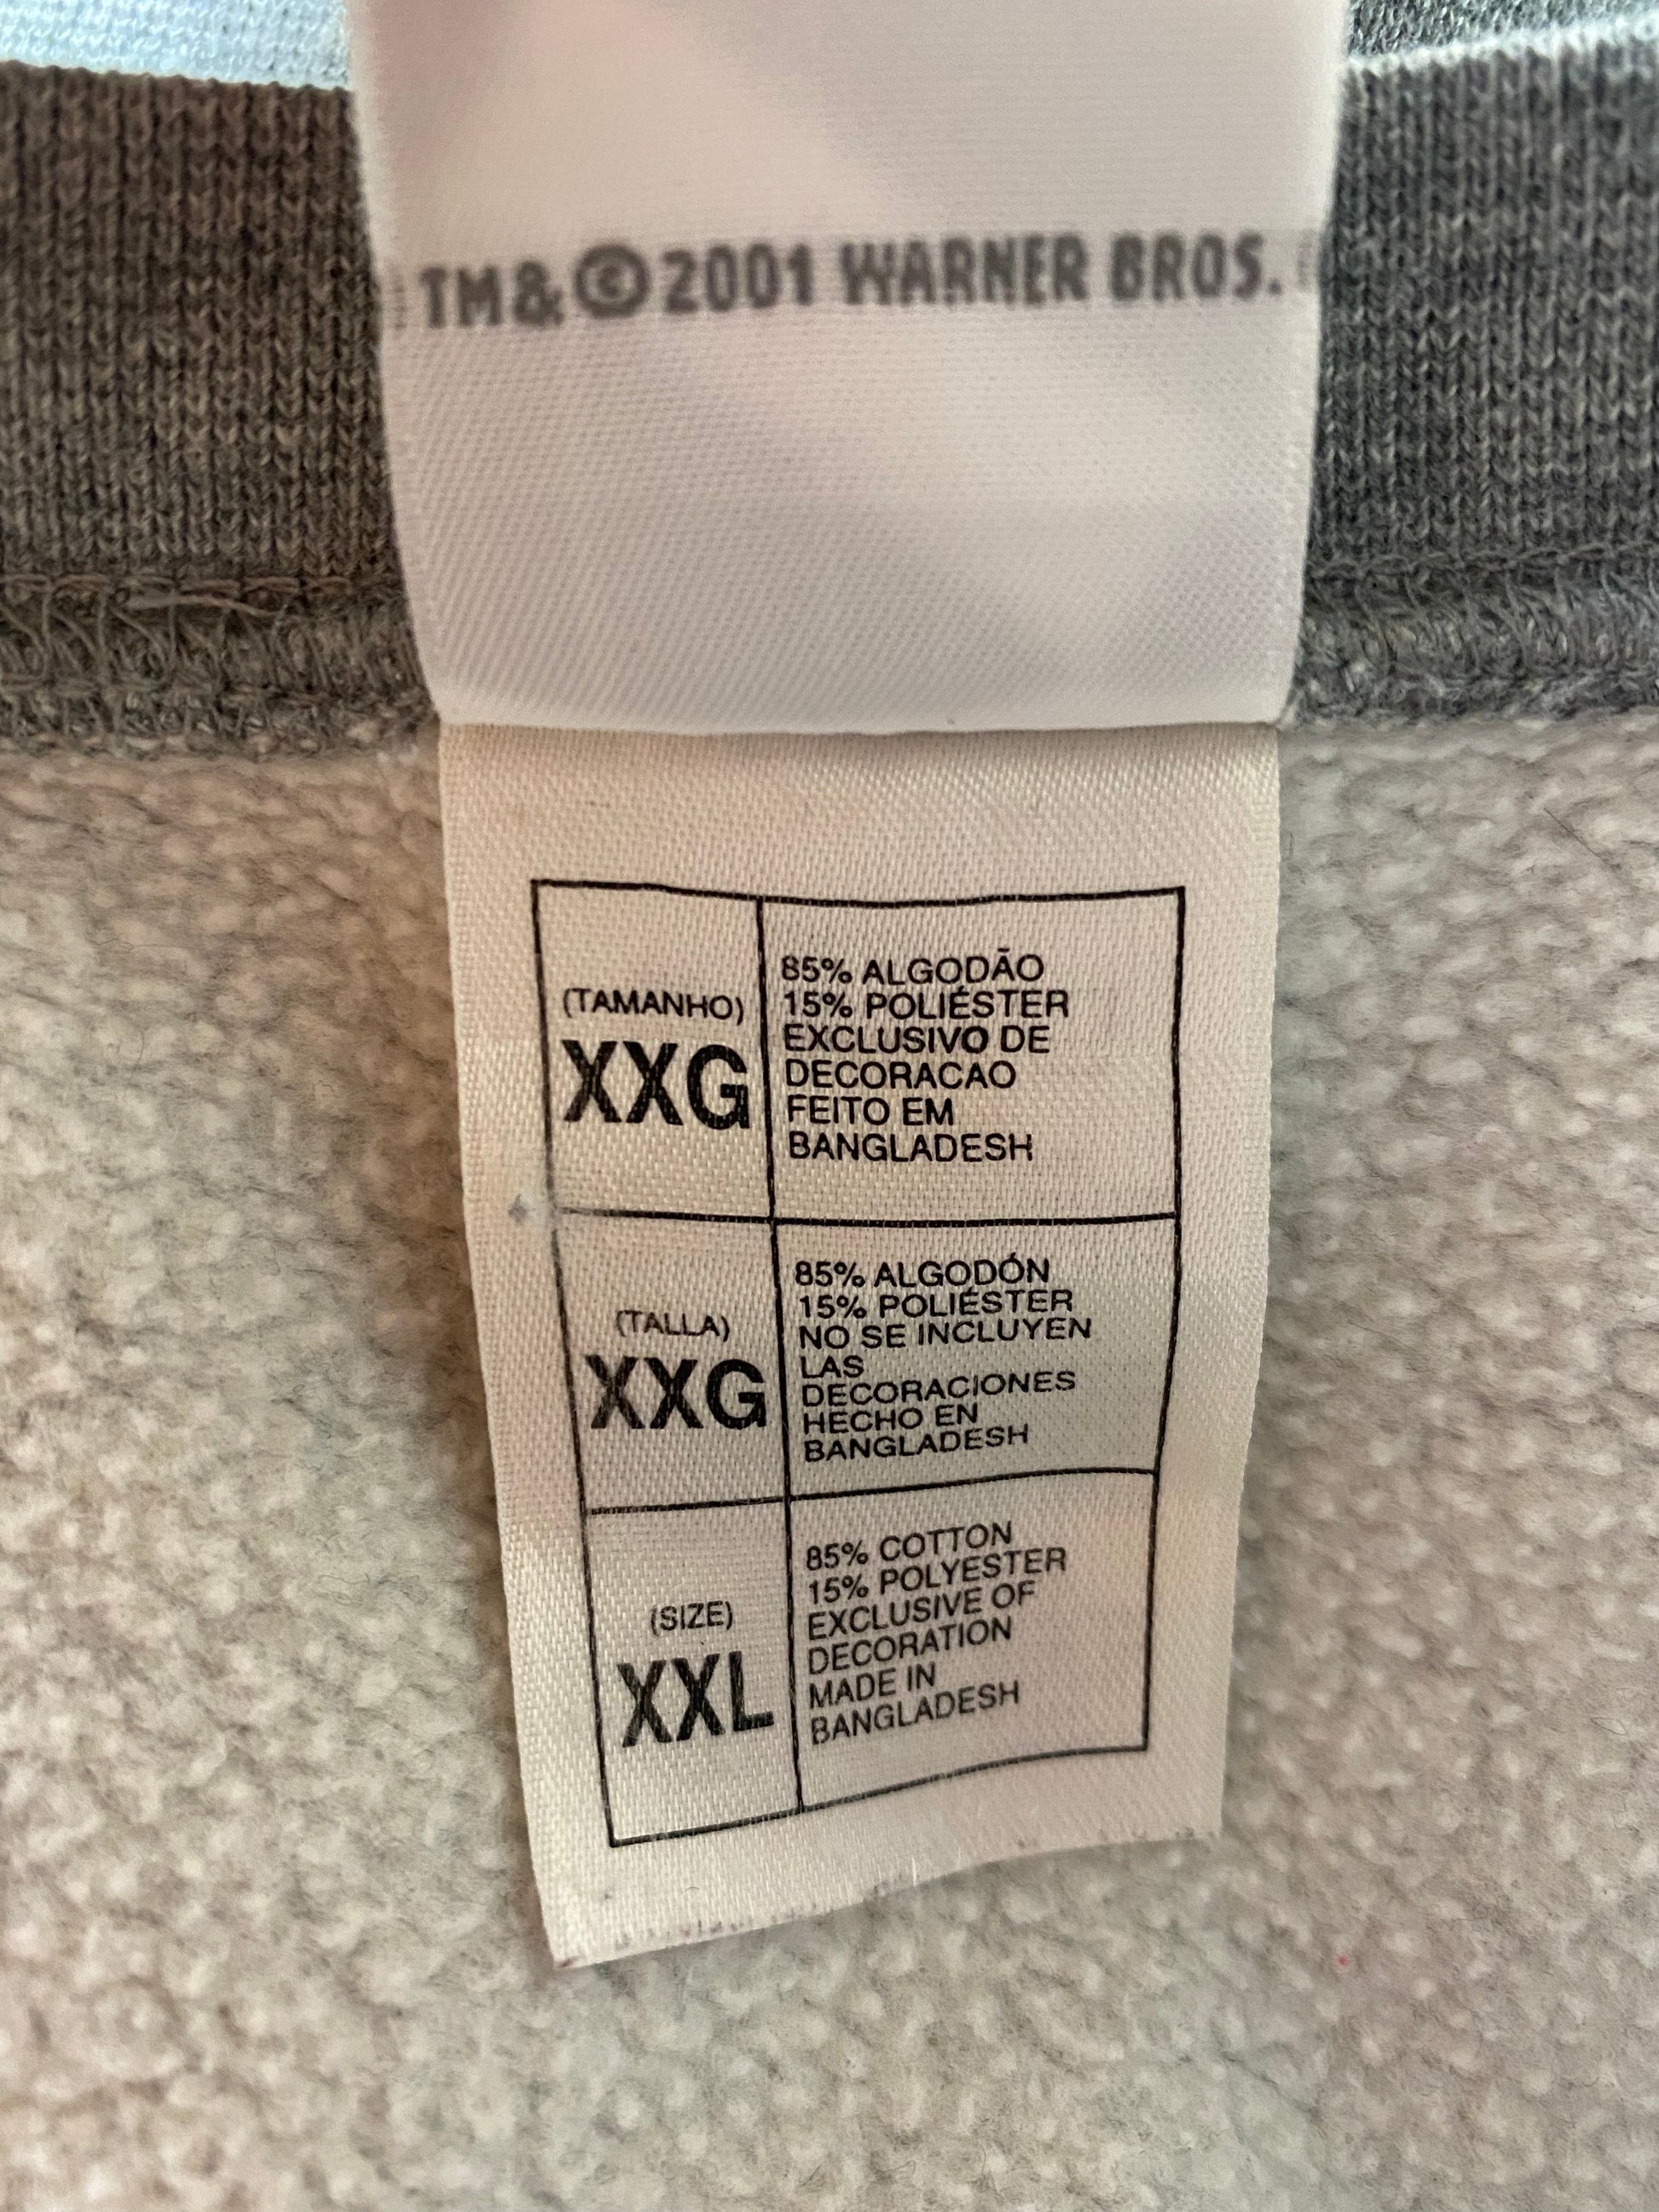 TM&©2001 WARNER BROS.
(TAMANHO)
XXG
85% ALGODÃO
15% POLIÉSTER
EXCLUSIVO DE
DECORACAO
FEITO EM
BANGLADESH
(TALLA)
XXG
85% ALGODÓN
15% POLIÉSTER
NO SE INCLUYEN
LAS
DECORACIONES
HECHO EN
BANGLADESH
(SIZE)
XXL
85% COTTON
15% POLYESTER
EXCLUSIVE OF
DECORATION
MADE IN
BANGLADESH